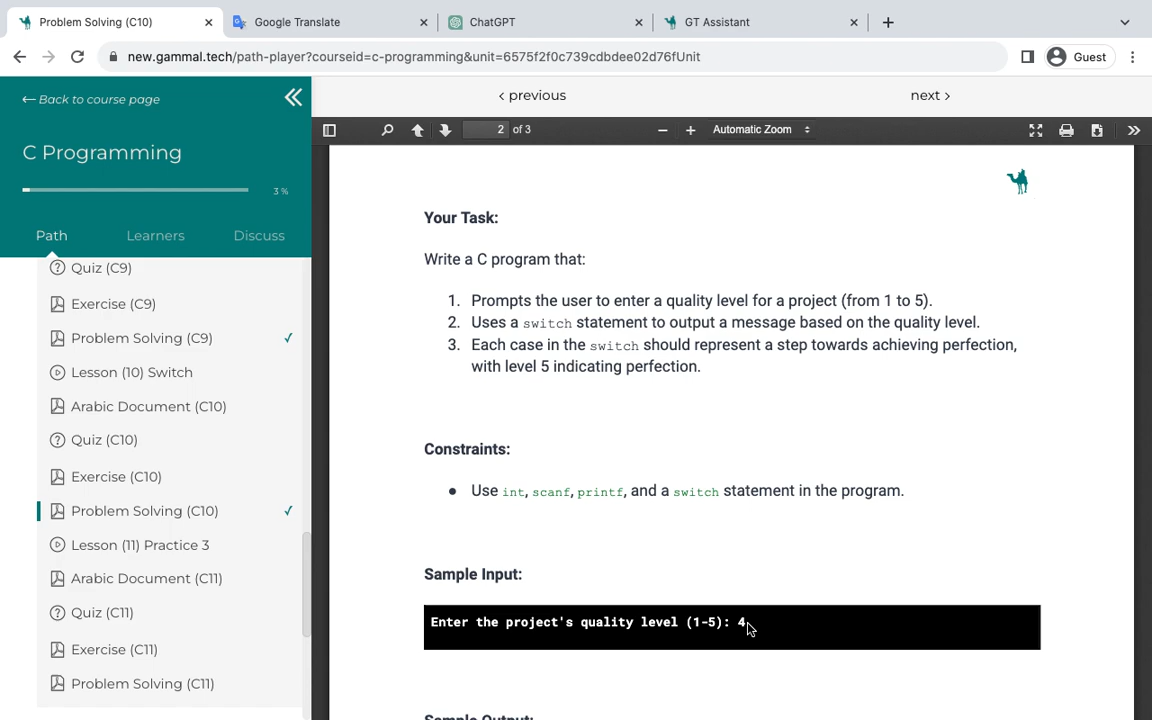 Problem Solving (C10)
Google Translate
ChatGPT
GT Assistant
new.gammal.tech/path-player?courseid=c-programming&unit=6575f2f0c739cdbdee02d76fUnit
Guest
Back to course page
C Programming
3 %
Path Learners Discuss
Quiz (C9)
Exercise (C9)
Problem Solving (C9)
Lesson (10) Switch
Arabic Document (C10)
Quiz (C10)
Exercise (C10)
Problem Solving (C10)
Lesson (11) Practice 3
Arabic Document (C11)
Quiz (C11)
Exercise (C11)
Problem Solving (C11)
‹ previous
next ›
2 of 3
Automatic Zoom
Your Task:
Write a C program that:
1. Prompts the user to enter a quality level for a project (from 1 to 5).
2. Uses a switch statement to output a message based on the quality level.
3. Each case in the switch should represent a step towards achieving perfection,
with level 5 indicating perfection.
Constraints:
● Use int, scanf, printf, and a switch statement in the program.
Sample Input:
Enter the project's quality level (1-5): 4
Sample Output: